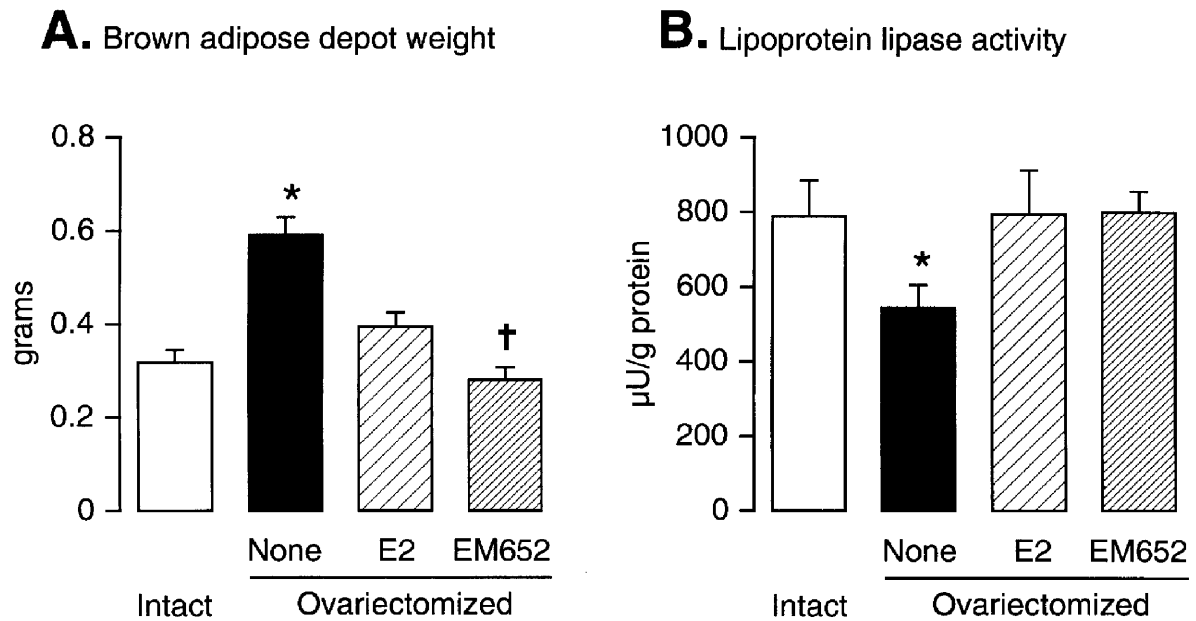 A. Brown adipose depot weight
0.8
0.6
0.4
0.2
0
grams
*
†
None E2 EM652
Intact Ovariectomized
B. Lipoprotein lipase activity
1000
800
600
400
200
0
µU/g protein
*
None E2 EM652
Intact Ovariectomized